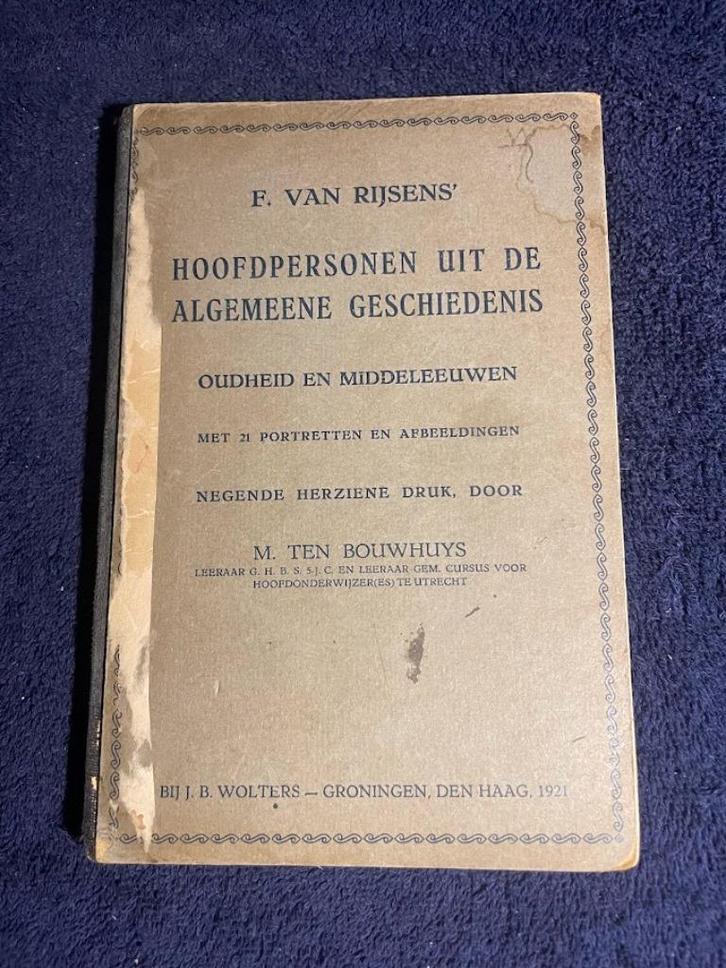 F. VAN RIJSENS'
HOOFDPERSONEN UIT DE
ALGEMEENE GESCHIEDENIS
OUDHEID EN MIDDELEEUWEN
MET 21 PORTRETTEN EN AFBEELDINGEN
NEGENDE HERZIENE DRUK, DOOR
M. TEN BOUWHUYS
LEERAAR G. H. B. S. 5-J. C. EN LEERAAR GEM. CURSUS VOOR
HOOFDONDERWIJZER(ES) TE UTRECHT
BIJ J. B. WOLTERS — GRONINGEN, DEN HAAG, 1921